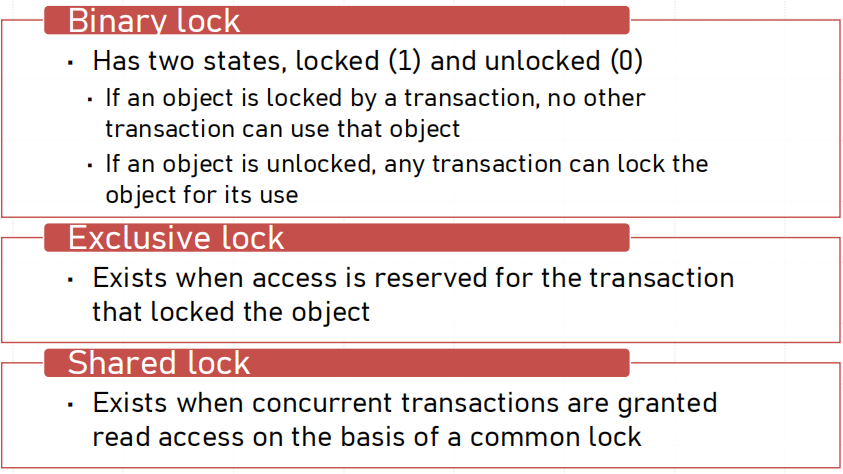 Binary lock
▪ Has two states, locked (1) and unlocked (0)
▪ If an object is locked by a transaction, no other
transaction can use that object
▪ If an object is unlocked, any transaction can lock the
object for its use
Exclusive lock
▪ Exists when access is reserved for the transaction
that locked the object
Shared lock
▪ Exists when concurrent transactions are granted
read access on the basis of a common lock